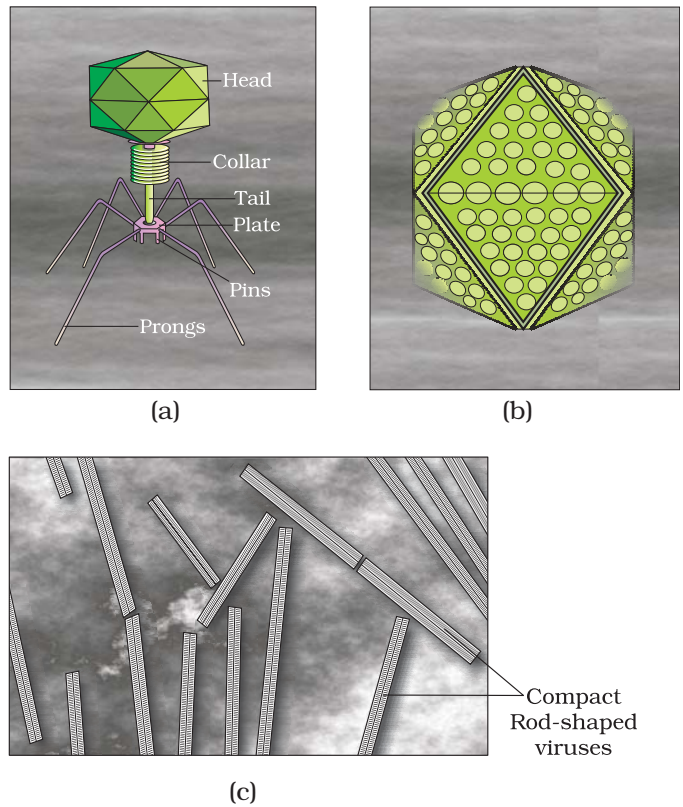 Head
Collar
Tail
Plate
Pins
Prongs
(a)
(b)
Compact
Rod-shaped
viruses
(c)